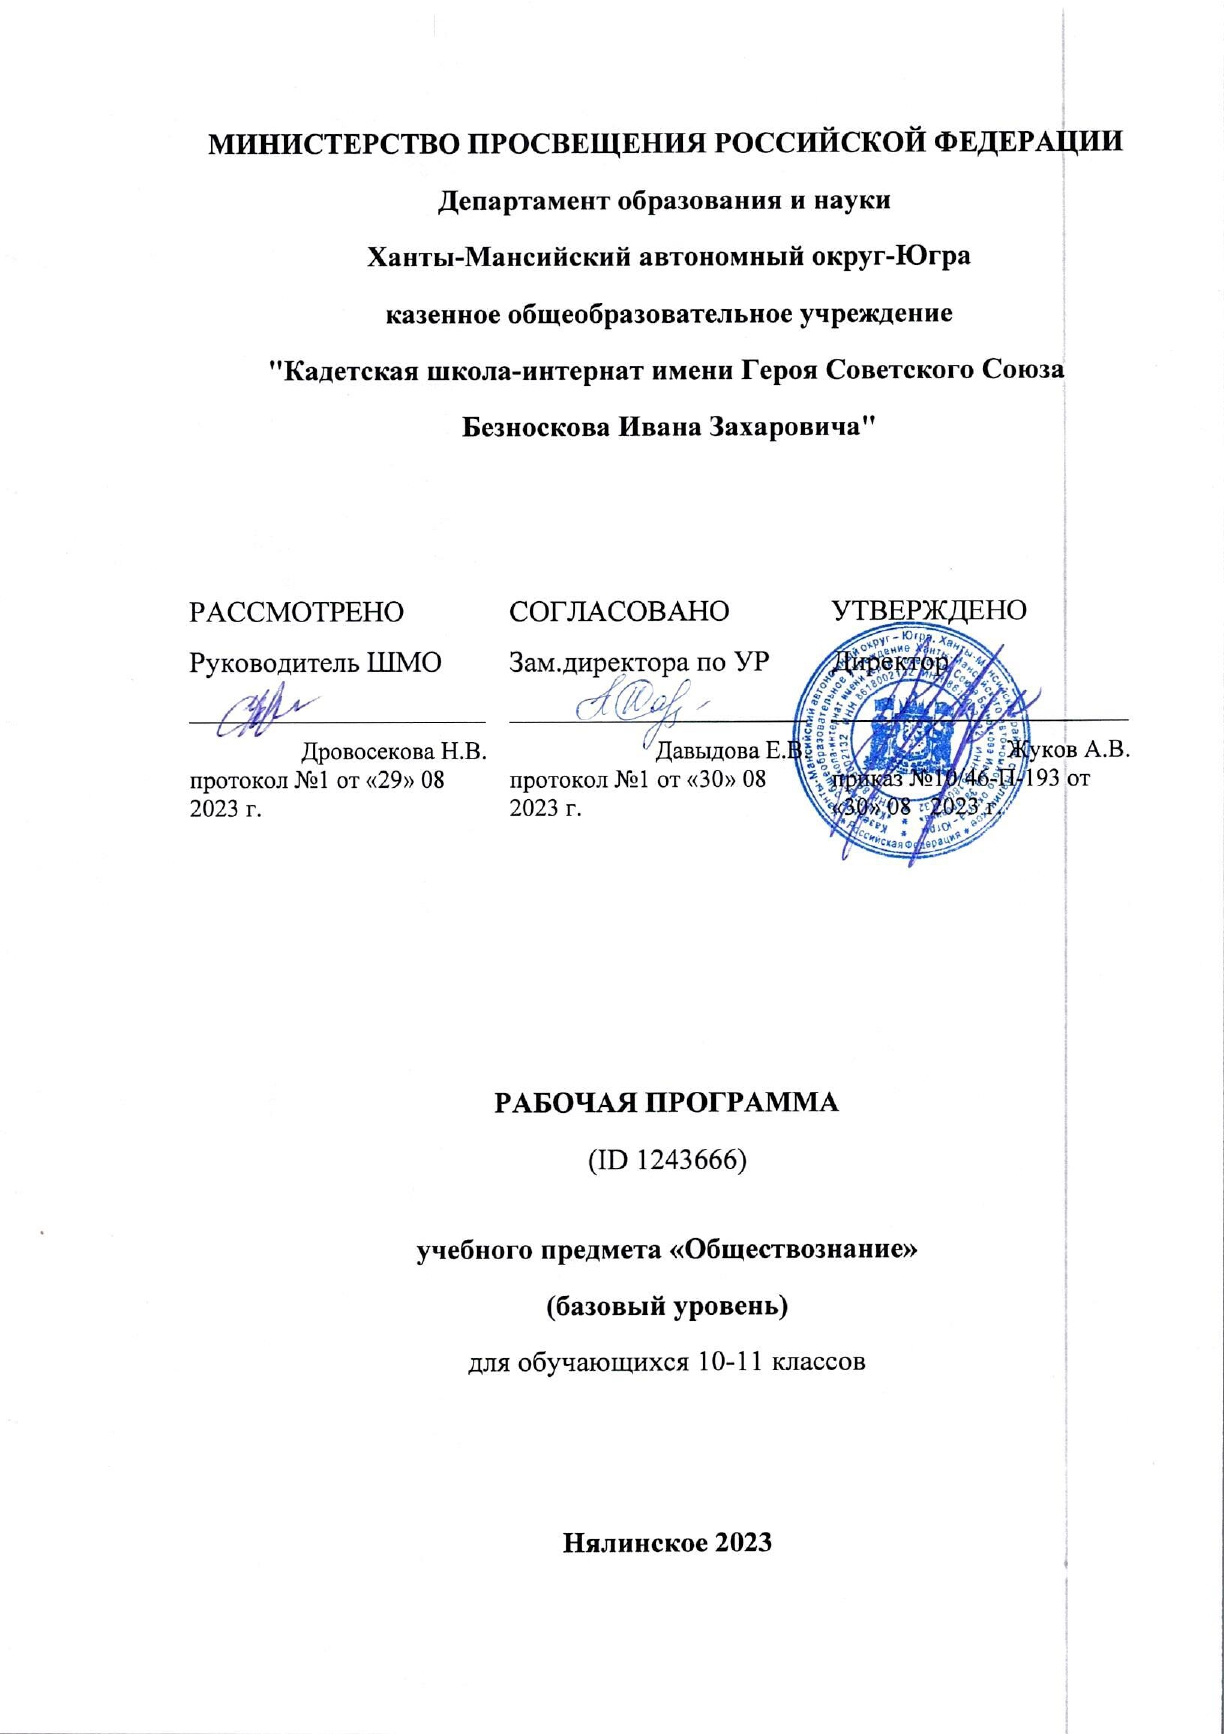 МИНИСТЕРСТВО ПРОСВЕЩЕНИЯ РОССИЙСКОЙ ФЕДЕРАЦИИ
Департамент образования и науки
Ханты-Мансийский автономный округ-Югра
казенное общеобразовательное учреждение
"Кадетская школа-интернат имени Героя Советского Союза
Безноскова Ивана Захаровича"
РАССМОТРЕНО
Руководитель ШМО
Дровосекова Н.В.
протокол №1 от «29» 08
2023 г.
СОГЛАСОВАНО
Зам.директора по УР
Давыдова Е.В.
протокол №1 от «30» 08
2023 г.
УТВЕРЖДЕНО
Директор
Жуков А.В.
приказ №10/46-П-193 от
«30» 08 2023 г.
РАБОЧАЯ ПРОГРАММА
(ID 1243666)
учебного предмета «Обществознание»
(базовый уровень)
для обучающихся 10-11 классов
Нялинское 2023